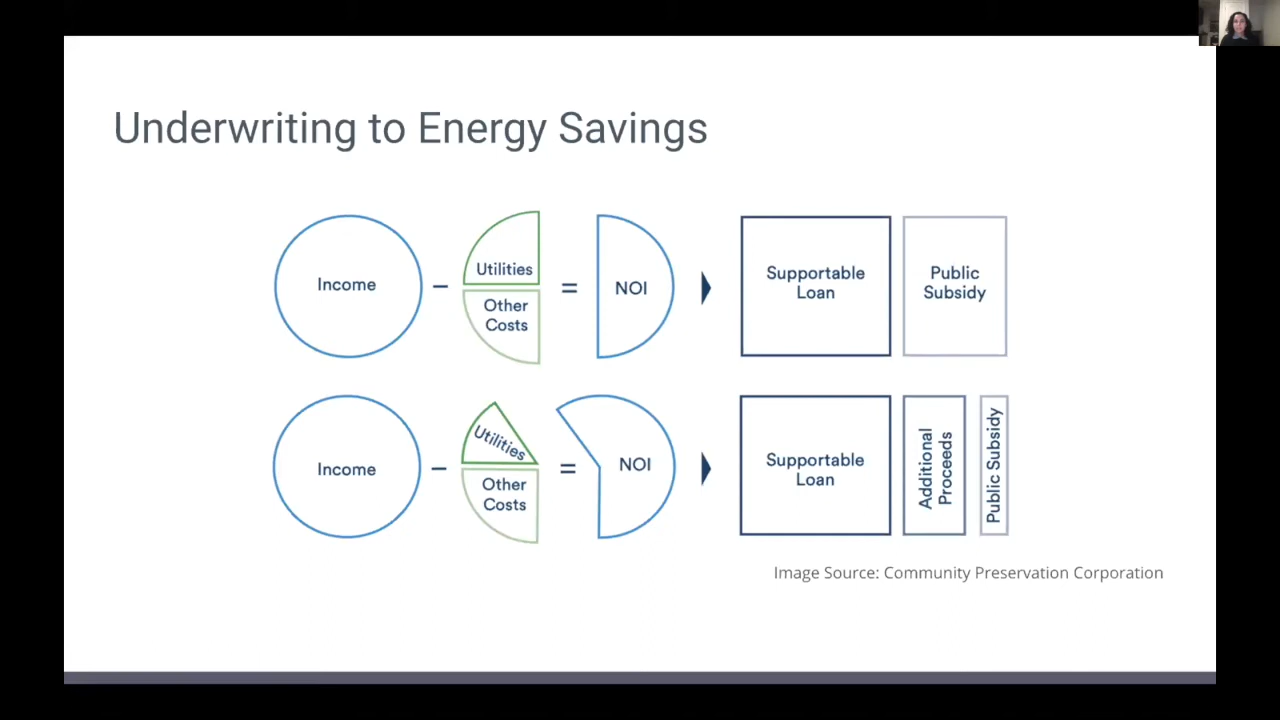 Underwriting to Energy Savings
Income
Utilities
Other
Costs
=
NOI
Supportable
Loan
Public
Subsidy
Income
Utilities
Other
Costs
=
NOI
Supportable
Loan
Additional
Proceeds
Public Subsidy
Image Source: Community Preservation Corporation